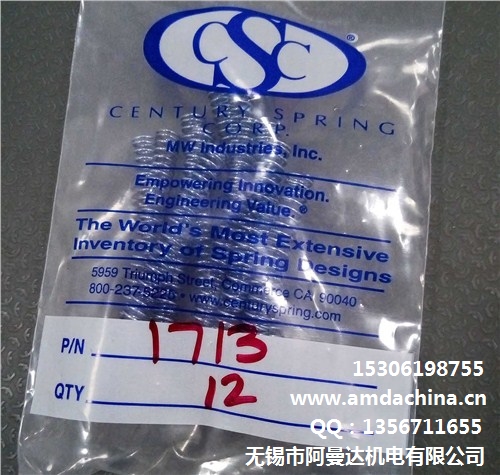 CSC®
CENTURY SPRING
CORP.
MW Industries, Inc.
Empowering Innovation.
Engineering Value.®
The World's Most Extensive
Inventory of Spring Designs
5959 Triumph Street, Commerce CA 90040
800-237-5225 • www.centuryspring.com
P/N 1713
QTY 12
15306198755
www.amdachina.cn
QQ：1356711655
无锡市阿曼达机电有限公司